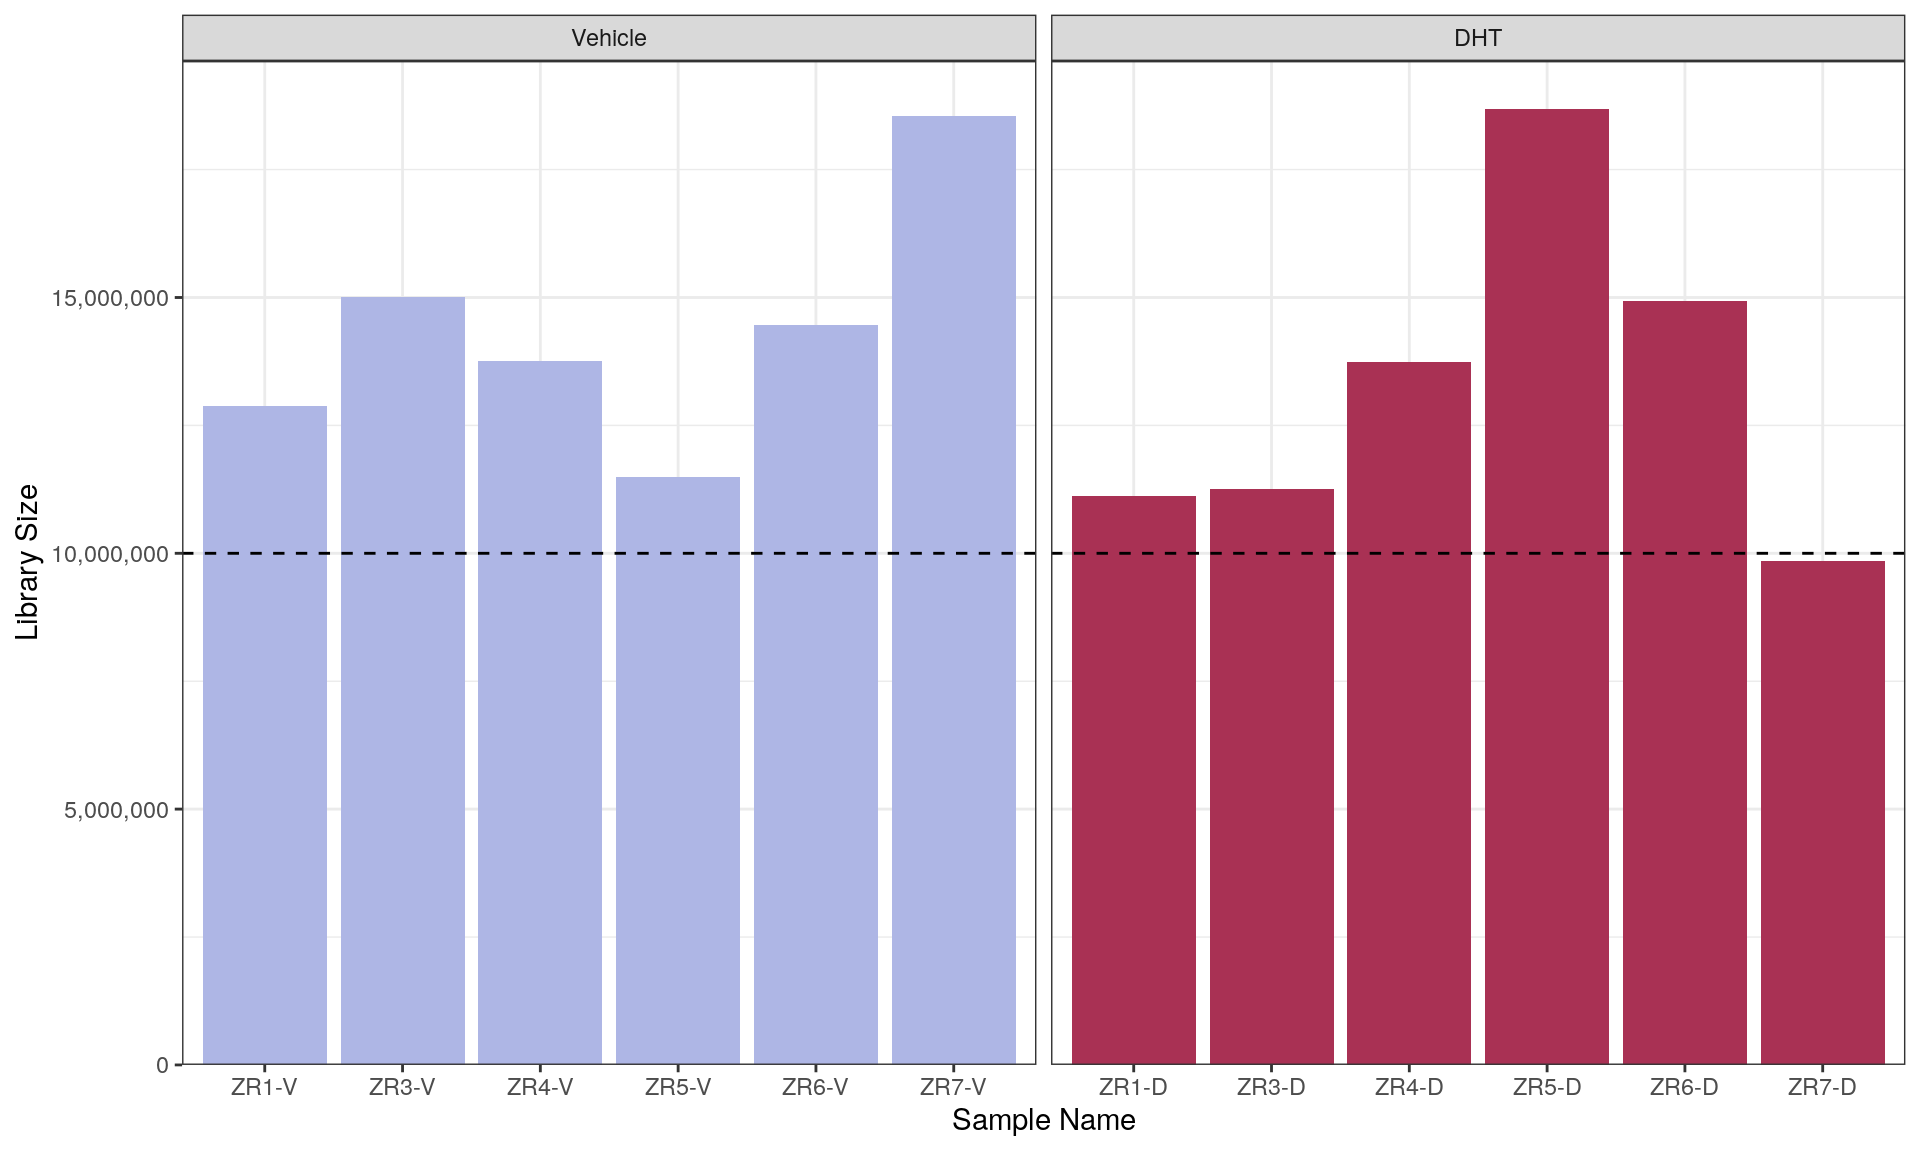 Vehicle
DHT
Library Size
15,000,000
10,000,000
5,000,000
0
ZR1-V ZR3-V ZR4-V ZR5-V ZR6-V ZR7-V
ZR1-D ZR3-D ZR4-D ZR5-D ZR6-D ZR7-D
Sample Name